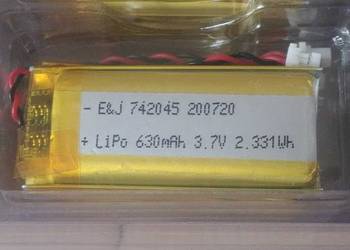 - E&J 742045 200720
+ LiPo 630mAh 3.7V 2.331Wh